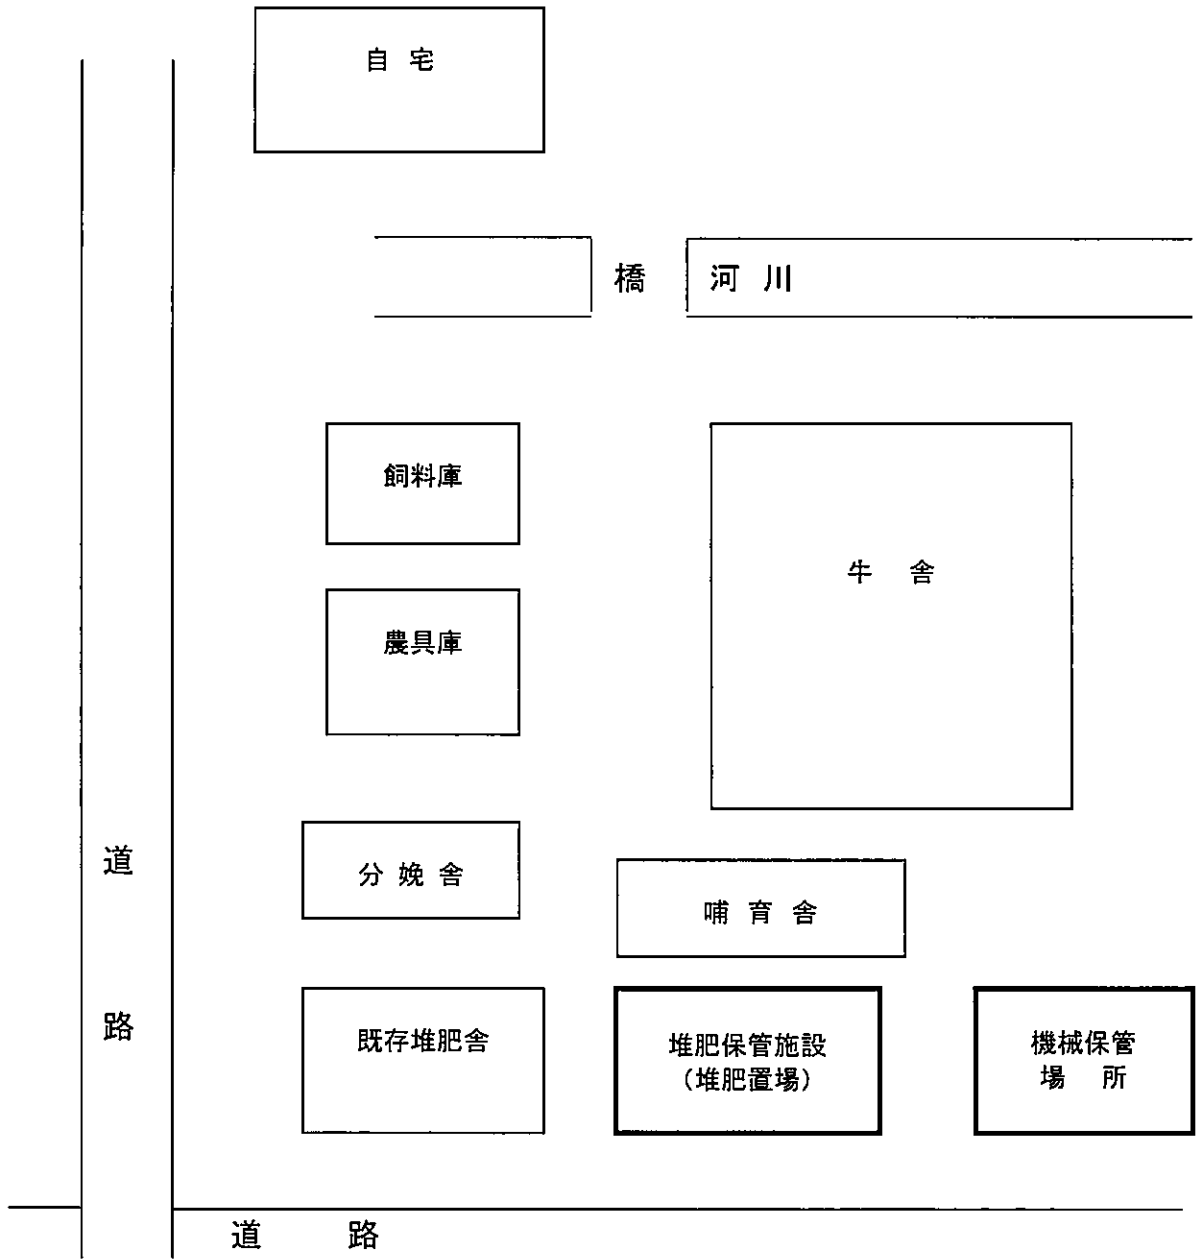 自 宅
橋
河 川
飼料庫
牛 舎
農具庫
分 娩 舎
哺 育 舎
道
路
既存堆肥舎
堆肥保管施設
(堆肥置場)
機械保管
場 所
道 路